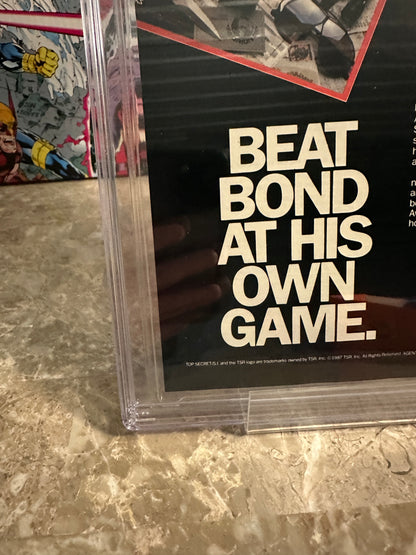 BEAT
BOND
AT HIS
OWN
GAME.
TOP SECRET/S.I. and the TSR logo are trademarks owned by TSR, Inc. ©1987 TSR, Inc. All Rights Reserved.